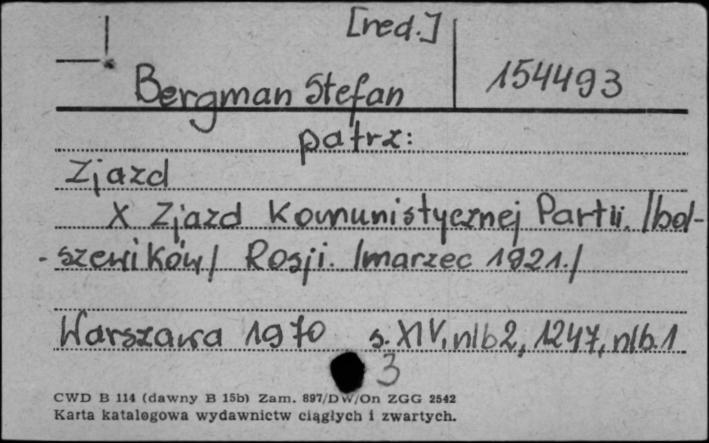 [red.]
Bergman Stefan 154493
patrz:
Zjazd
X Zjazd Komunistycznej Partii /bol-
-szewików/ Rosji. /marzec 1921./
Warszawa 1970 s. XIV, nlb 2, 1247, nlb. 1
3
CWD B 114 (dawny B 15b) Zam. 897/DW/On ZGG 2542
Karta katalogowa wydawnictw ciągłych i zwartych.